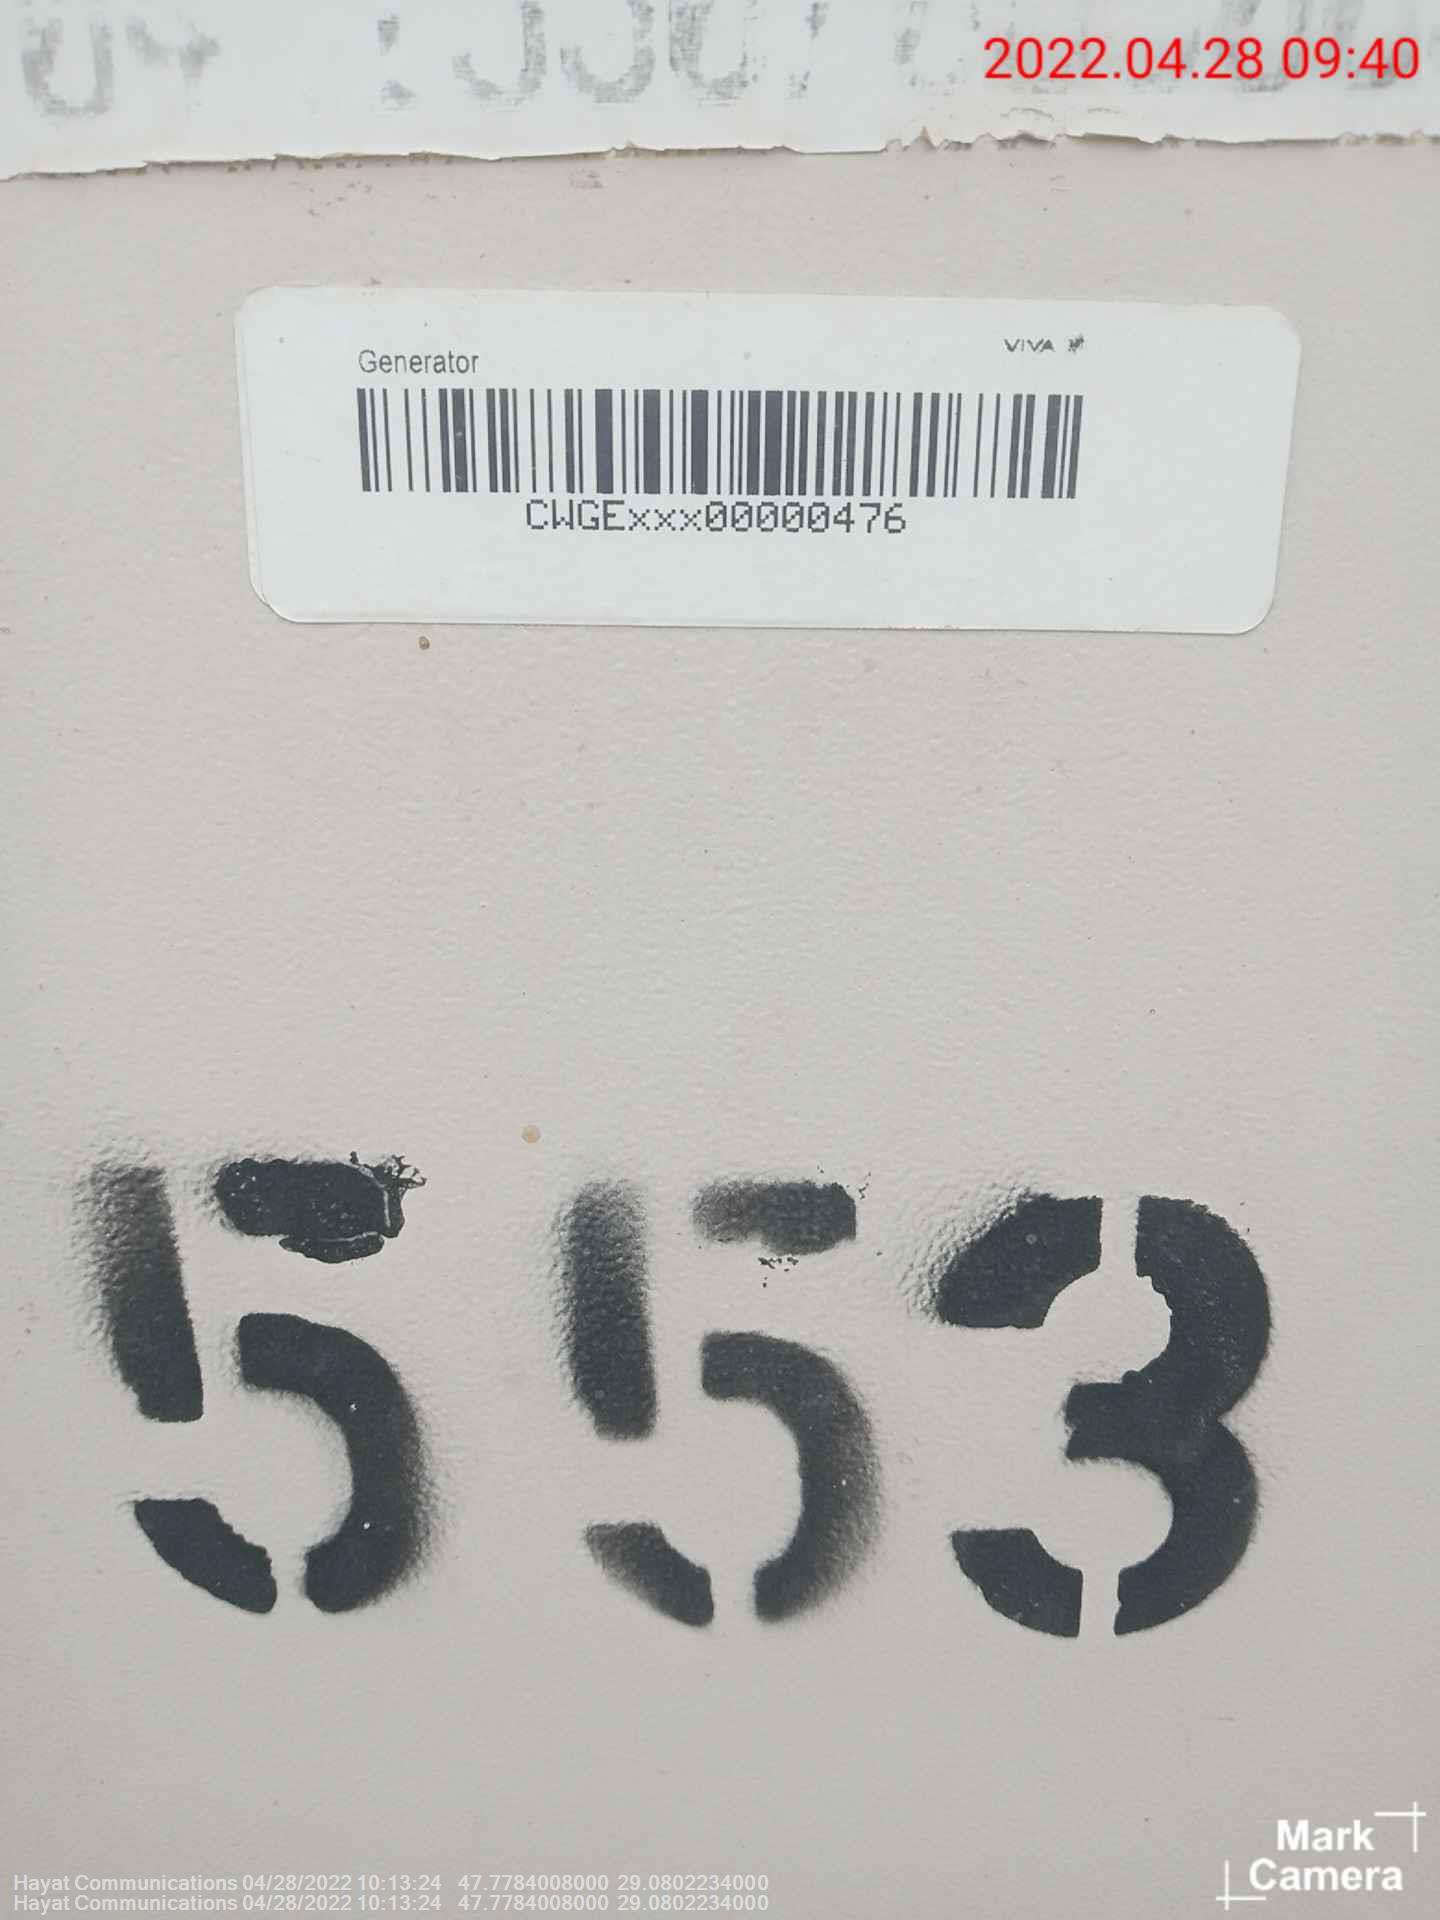 2022.04.28 09:40
VIVA
Generator
CWGExxx00000476
553
Mark
Camera
Hayat Communications 04/28/2022 10:13:24 47.7784008000 29.0802234000
Hayat Communications 04/28/2022 10:13:24 47.7784008000 29.0802234000